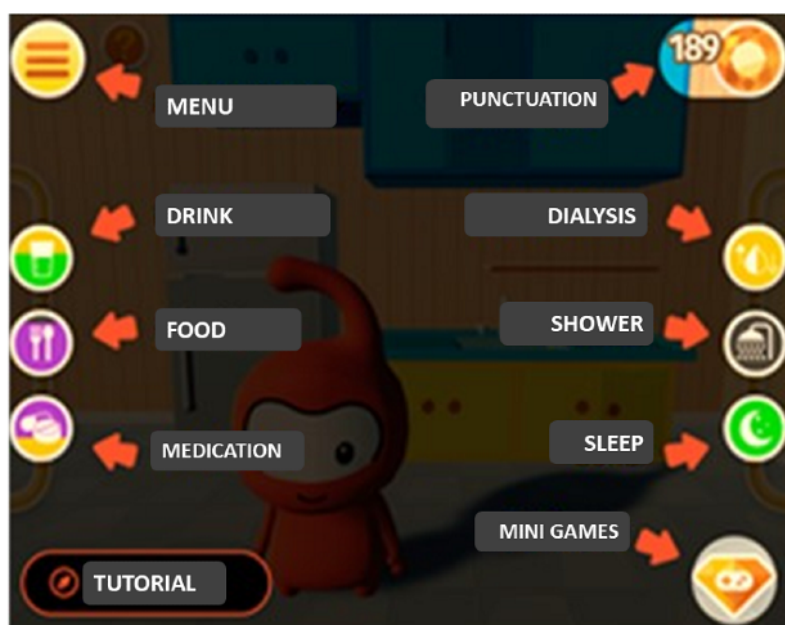 189
MENU
PUNCTUATION
DRINK
DIALYSIS
FOOD
SHOWER
MEDICATION
SLEEP
MINI GAMES
TUTORIAL